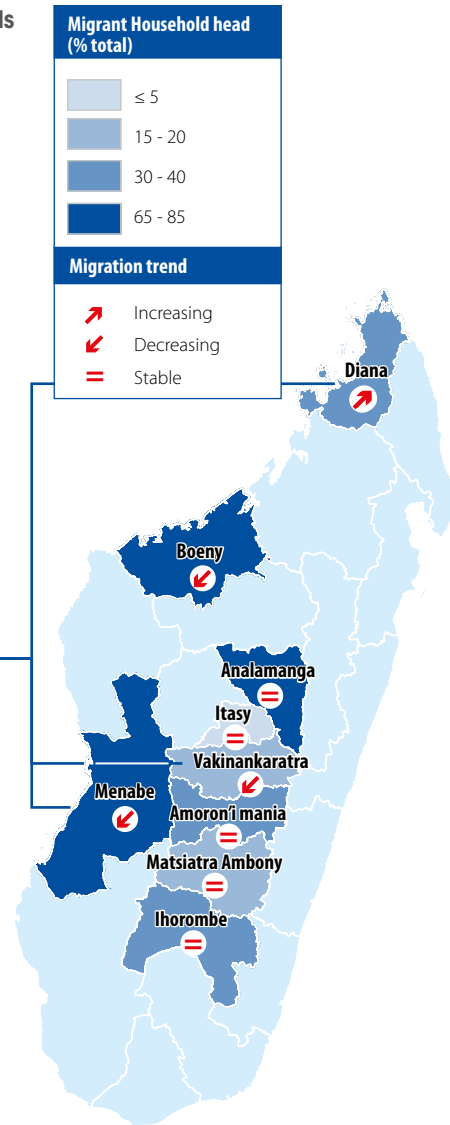 ls
Migrant Household head
(% total)
≤ 5
15 - 20
30 - 40
65 - 85
Migration trend
Increasing
Decreasing
Stable
Diana
Boeny
Analamanga
Itasy
Vakinankaratra
Menabe
Amoron'i mania
Matsiatra Ambony
Ihorombe